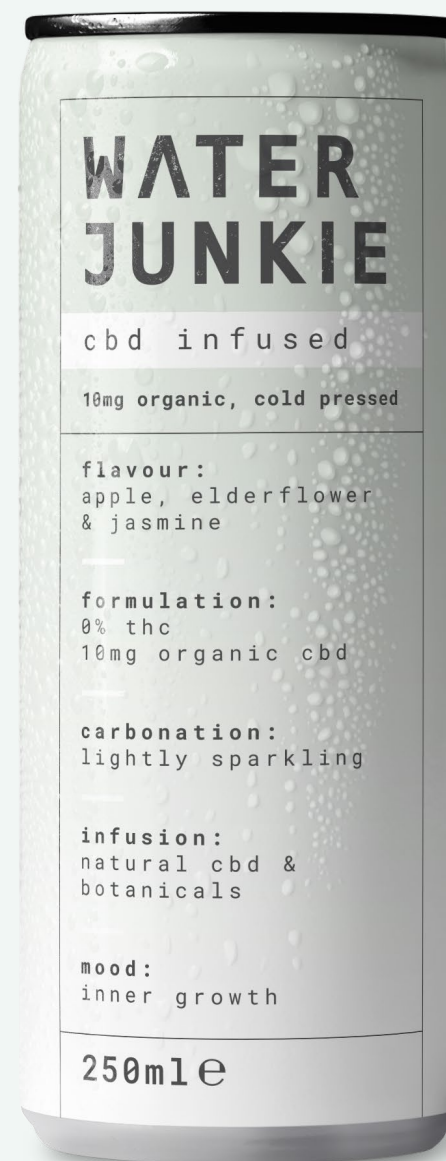 WATER
JUNKIE
cbd infused
10mg organic, cold pressed
flavour:
apple, elderflower
& jasmine
formulation:
0% thc
10mg organic cbd
carbonation:
lightly sparkling
infusion:
natural cbd &
botanicals
mood:
inner growth
250ml℮